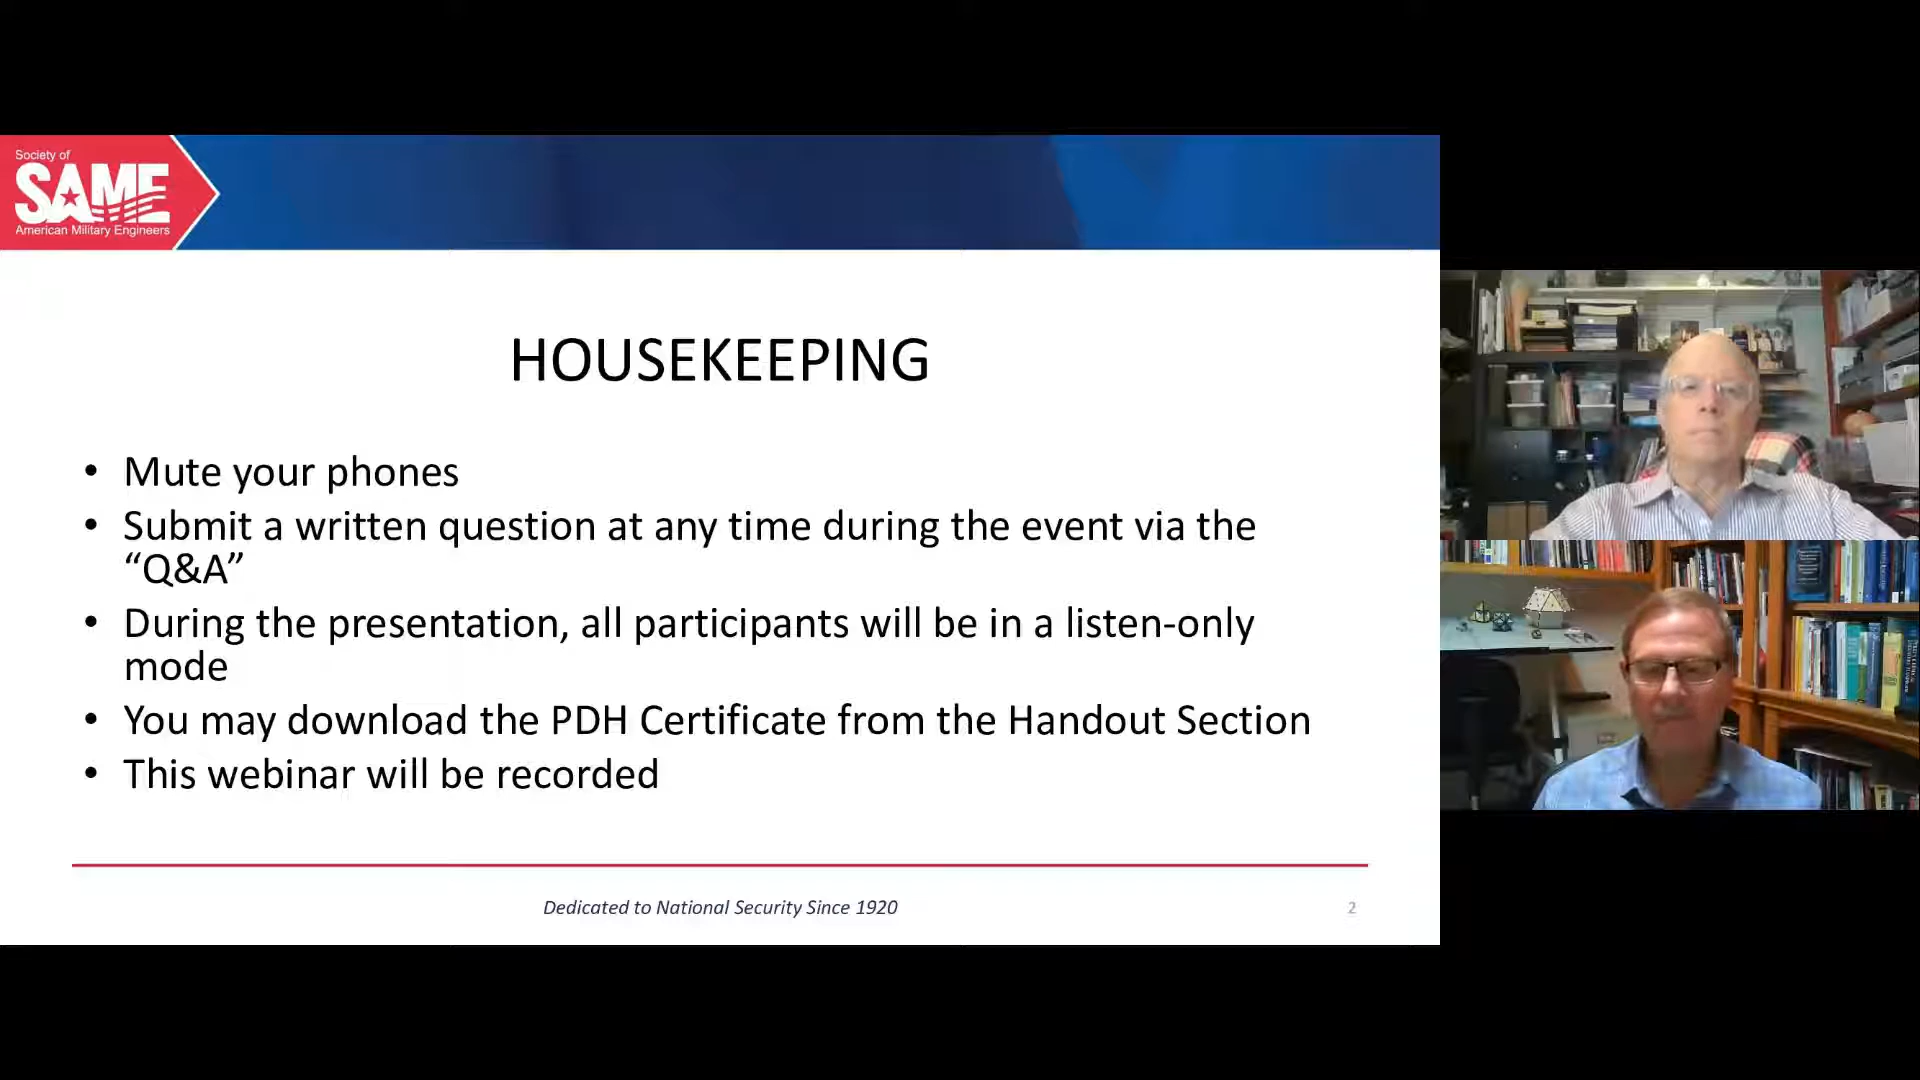 Society of
SAME
American Military Engineers
HOUSEKEEPING
• Mute your phones
• Submit a written question at any time during the event via the
“Q&A”
• During the presentation, all participants will be in a listen-only
mode
• You may download the PDH Certificate from the Handout Section
• This webinar will be recorded
Dedicated to National Security Since 1920
2